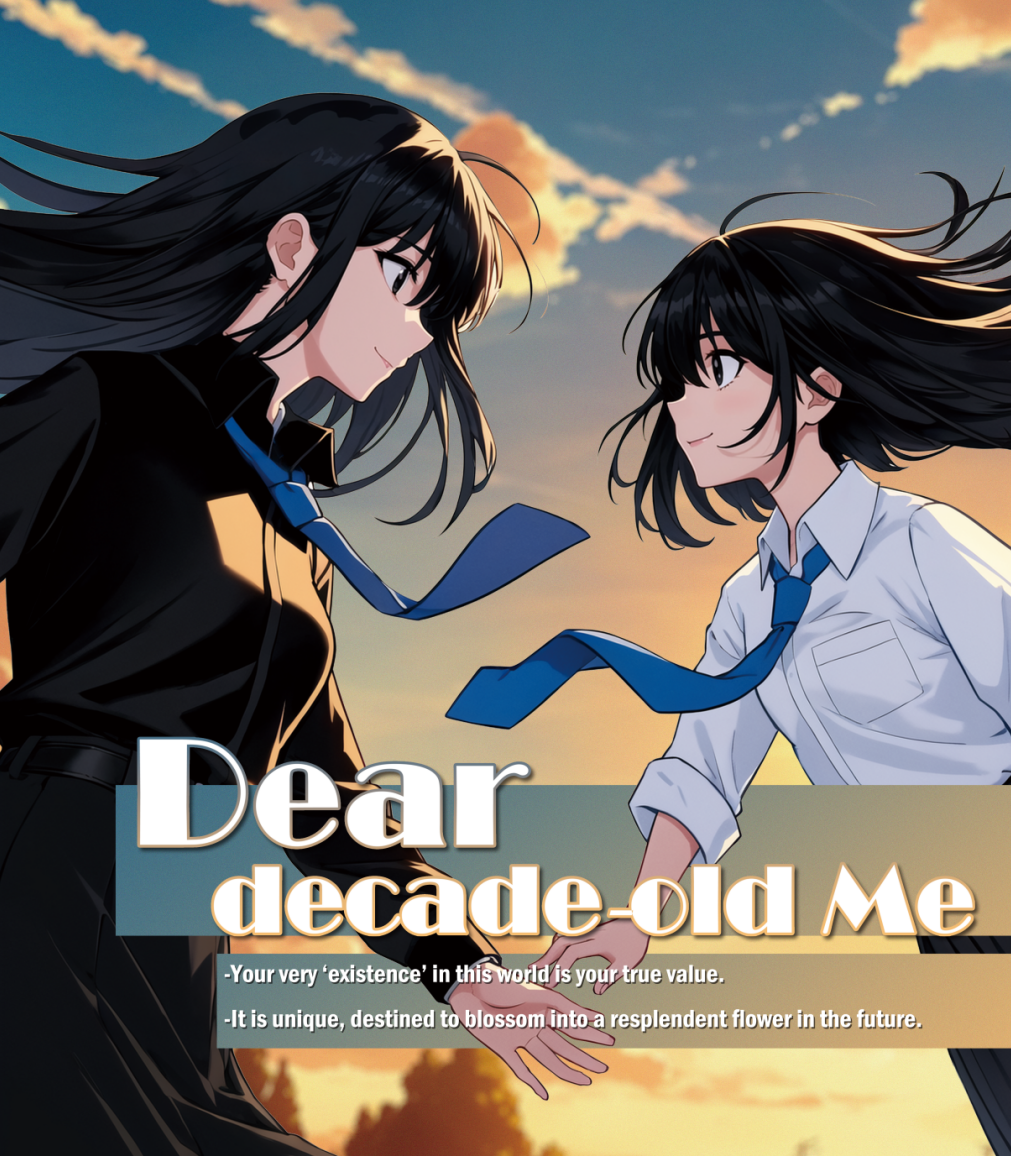 Dear
decade-old Me
-Your very ‘existence’ in this world is your true value.
-It is unique, destined to blossom into a resplendent flower in the future.